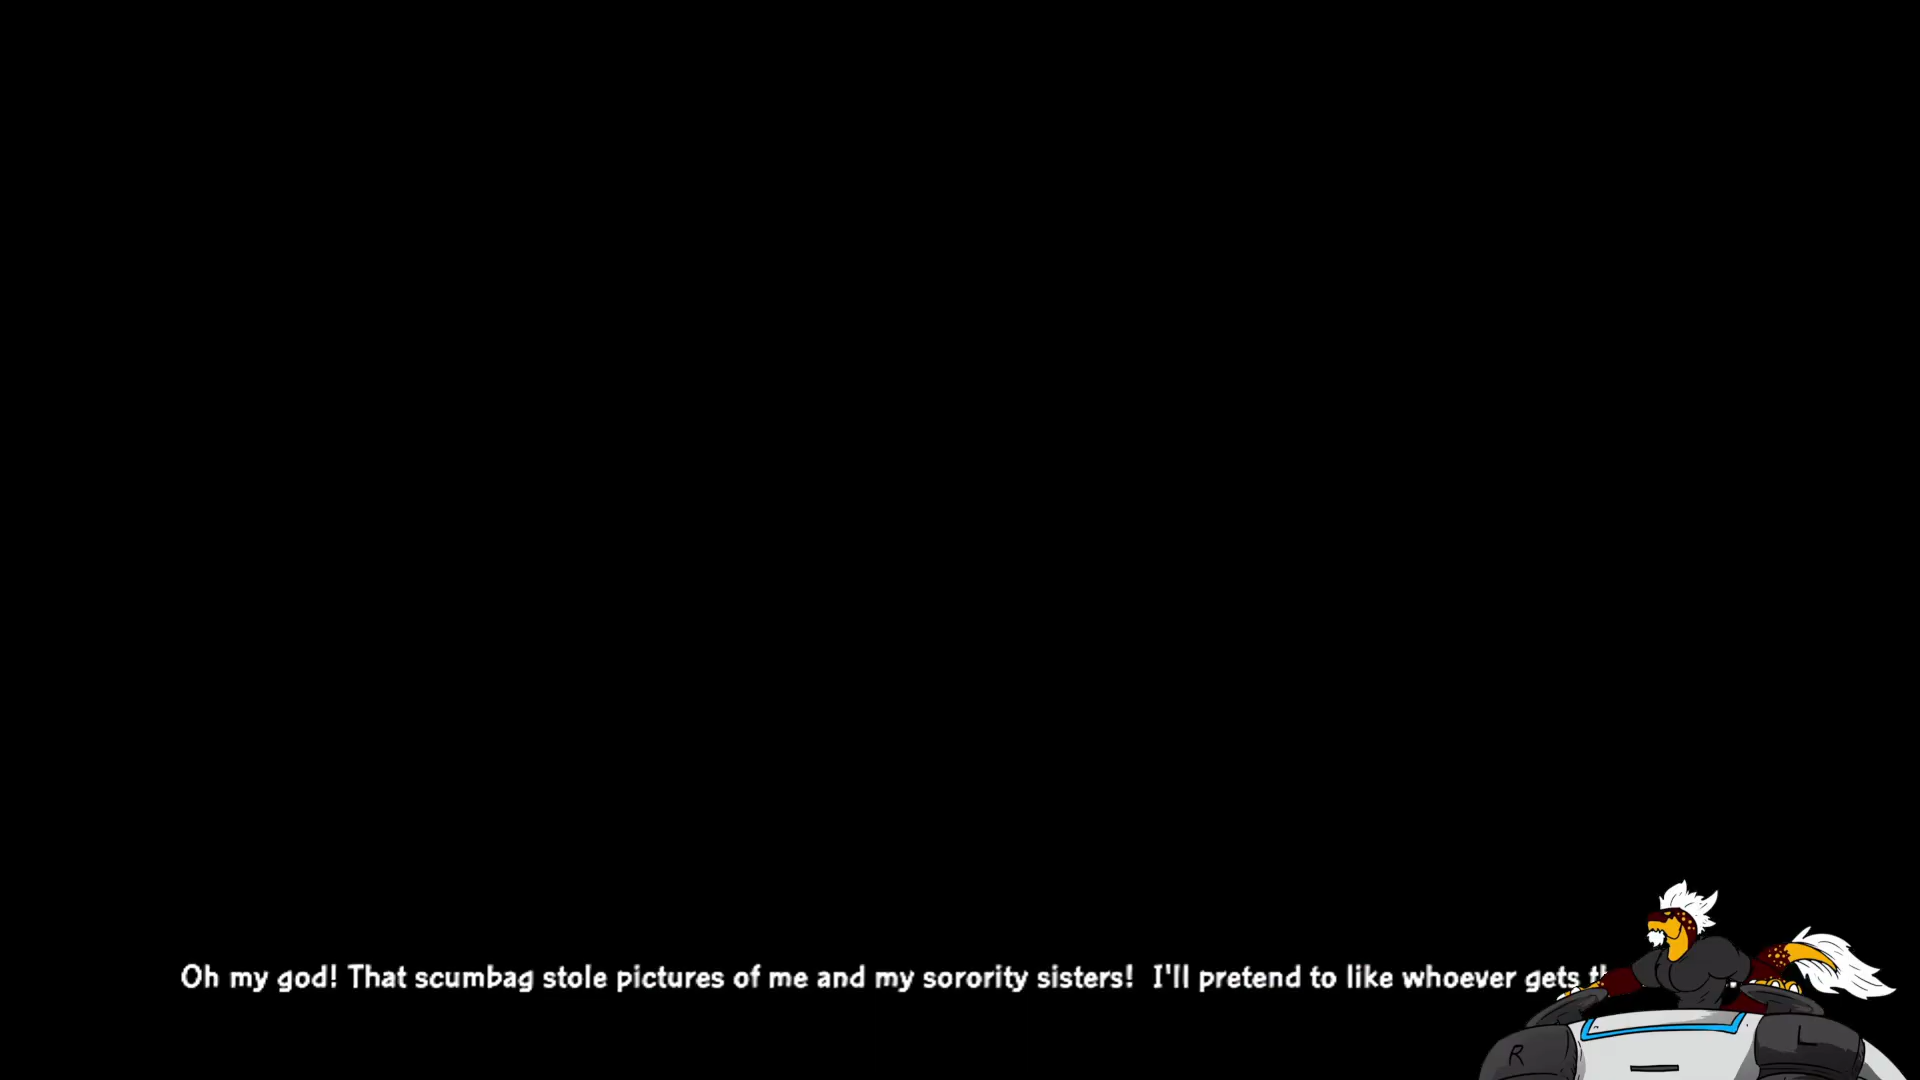 Oh my god! That scumbag stole pictures of me and my sorority sisters!  I'll pretend to like whoever gets
R
L